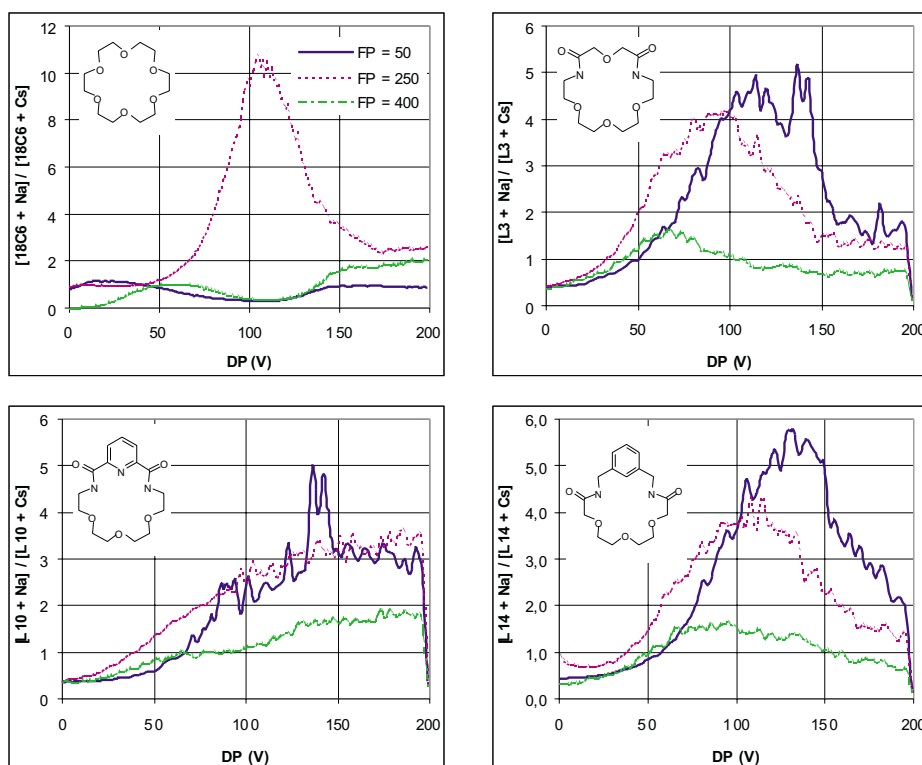 [18C6 + Na] / [18C6 + Cs]
12
10
8
6
4
2
0
0 50 100 150 200
DP (V)
FP = 50
FP = 250
FP = 400
O
O
O
O
O
O
[L3 + Na] / [L3 + Cs]
6
5
4
3
2
1
0
0 50 100 150 200
DP (V)
O O
O
N N
O O
O
[L 10 + Na] / [L 10 + Cs]
6
5
4
3
2
1
0
0 50 100 150 200
DP (V)
O N O
N N
O O
O
[L 14 + Na] / [L 14 + Cs]
6,0
5,0
4,0
3,0
2,0
1,0
0,0
0 50 100 150 200
DP (V)
O N N O
O O
O